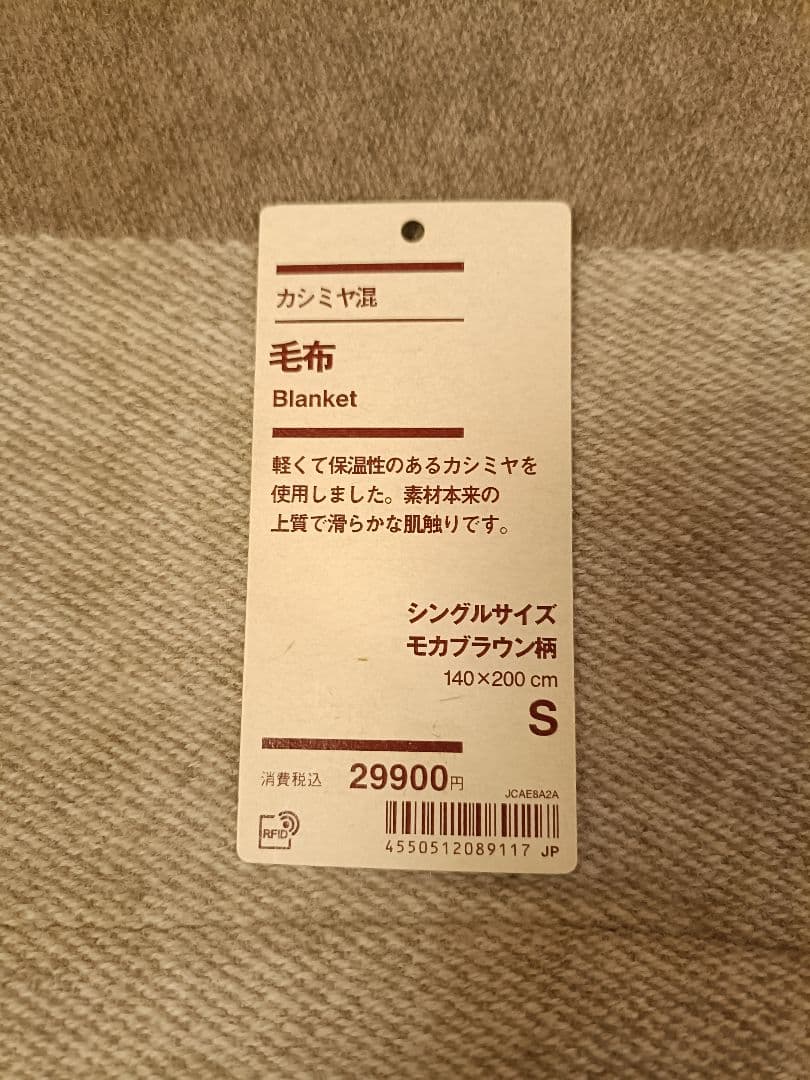 カシミヤ混
毛布
Blanket
軽くて保温性のあるカシミヤを
使用しました。素材本来の
上質で滑らかな肌触りです。
シングルサイズ
モカブラウン柄
140×200 cm
S
消費税込 29900円
JCAE8A2A
RFID
4550512089117 JP